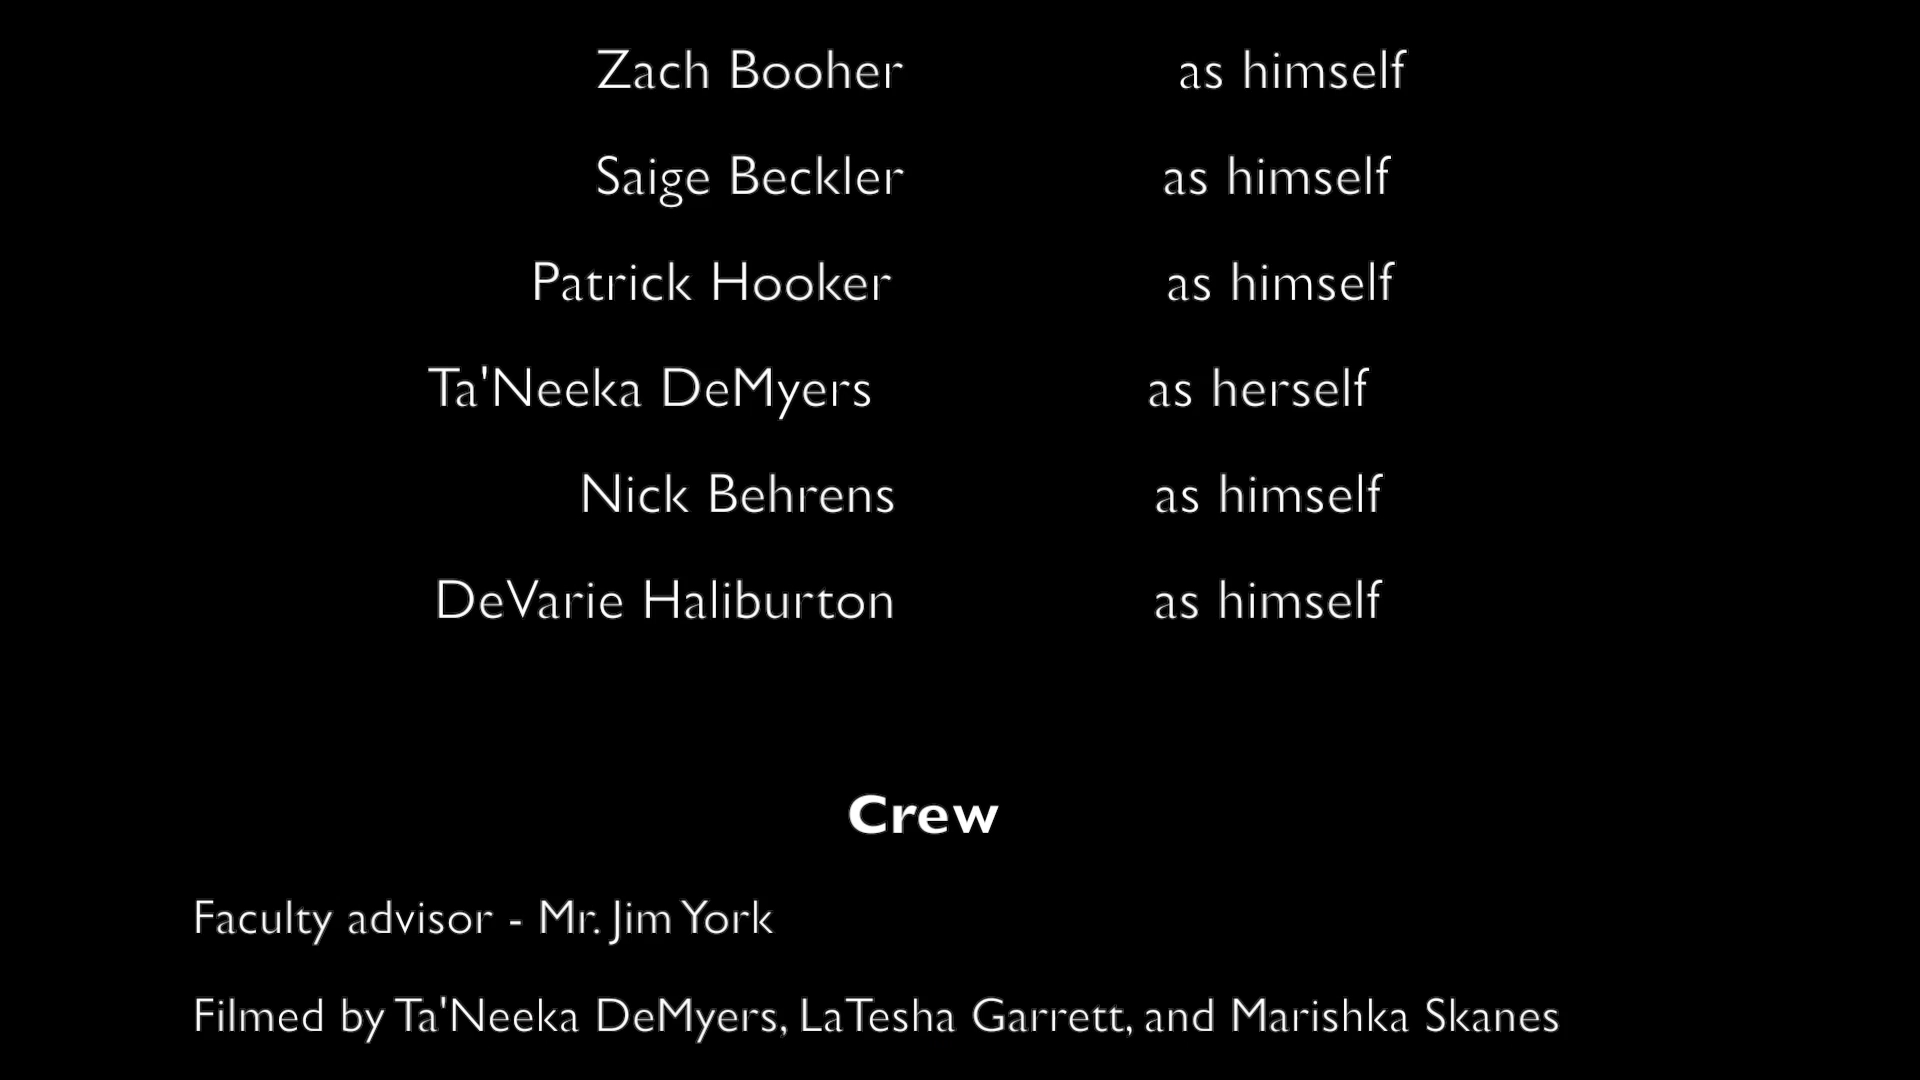 Zach Booher as himself
Saige Beckler as himself
Patrick Hooker as himself
Ta'Neeka DeMyers as herself
Nick Behrens as himself
DeVarie Haliburton as himself
Crew
Faculty advisor - Mr. Jim York
Filmed by Ta'Neeka DeMyers, LaTesha Garrett, and Marishka Skanes